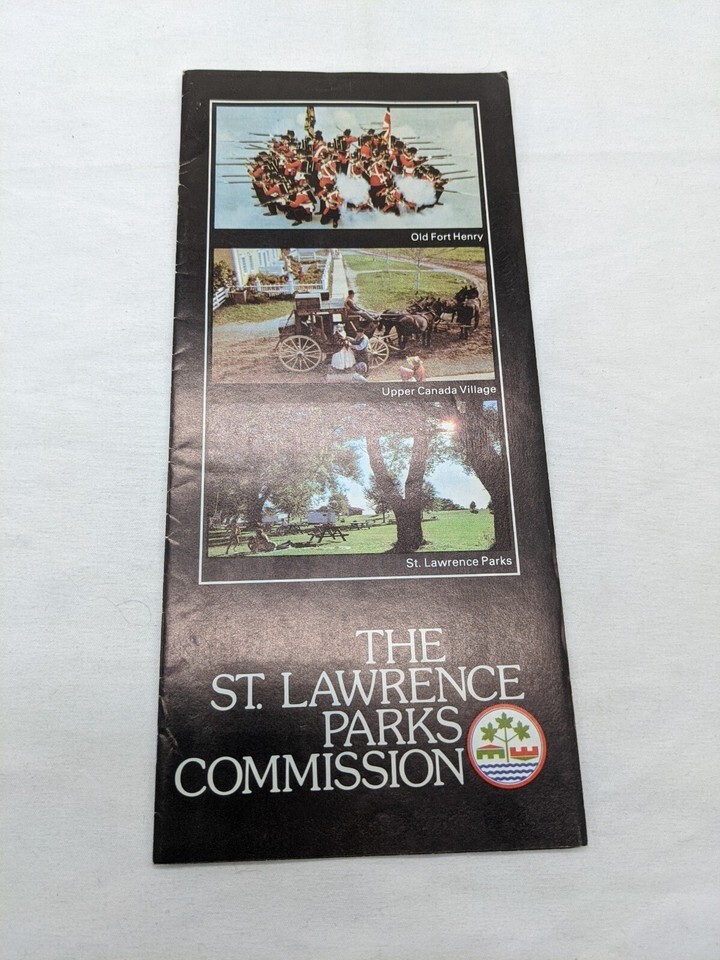 Old Fort Henry
Upper Canada Village
St. Lawrence Parks
THE
ST. LAWRENCE
PARKS
COMMISSION